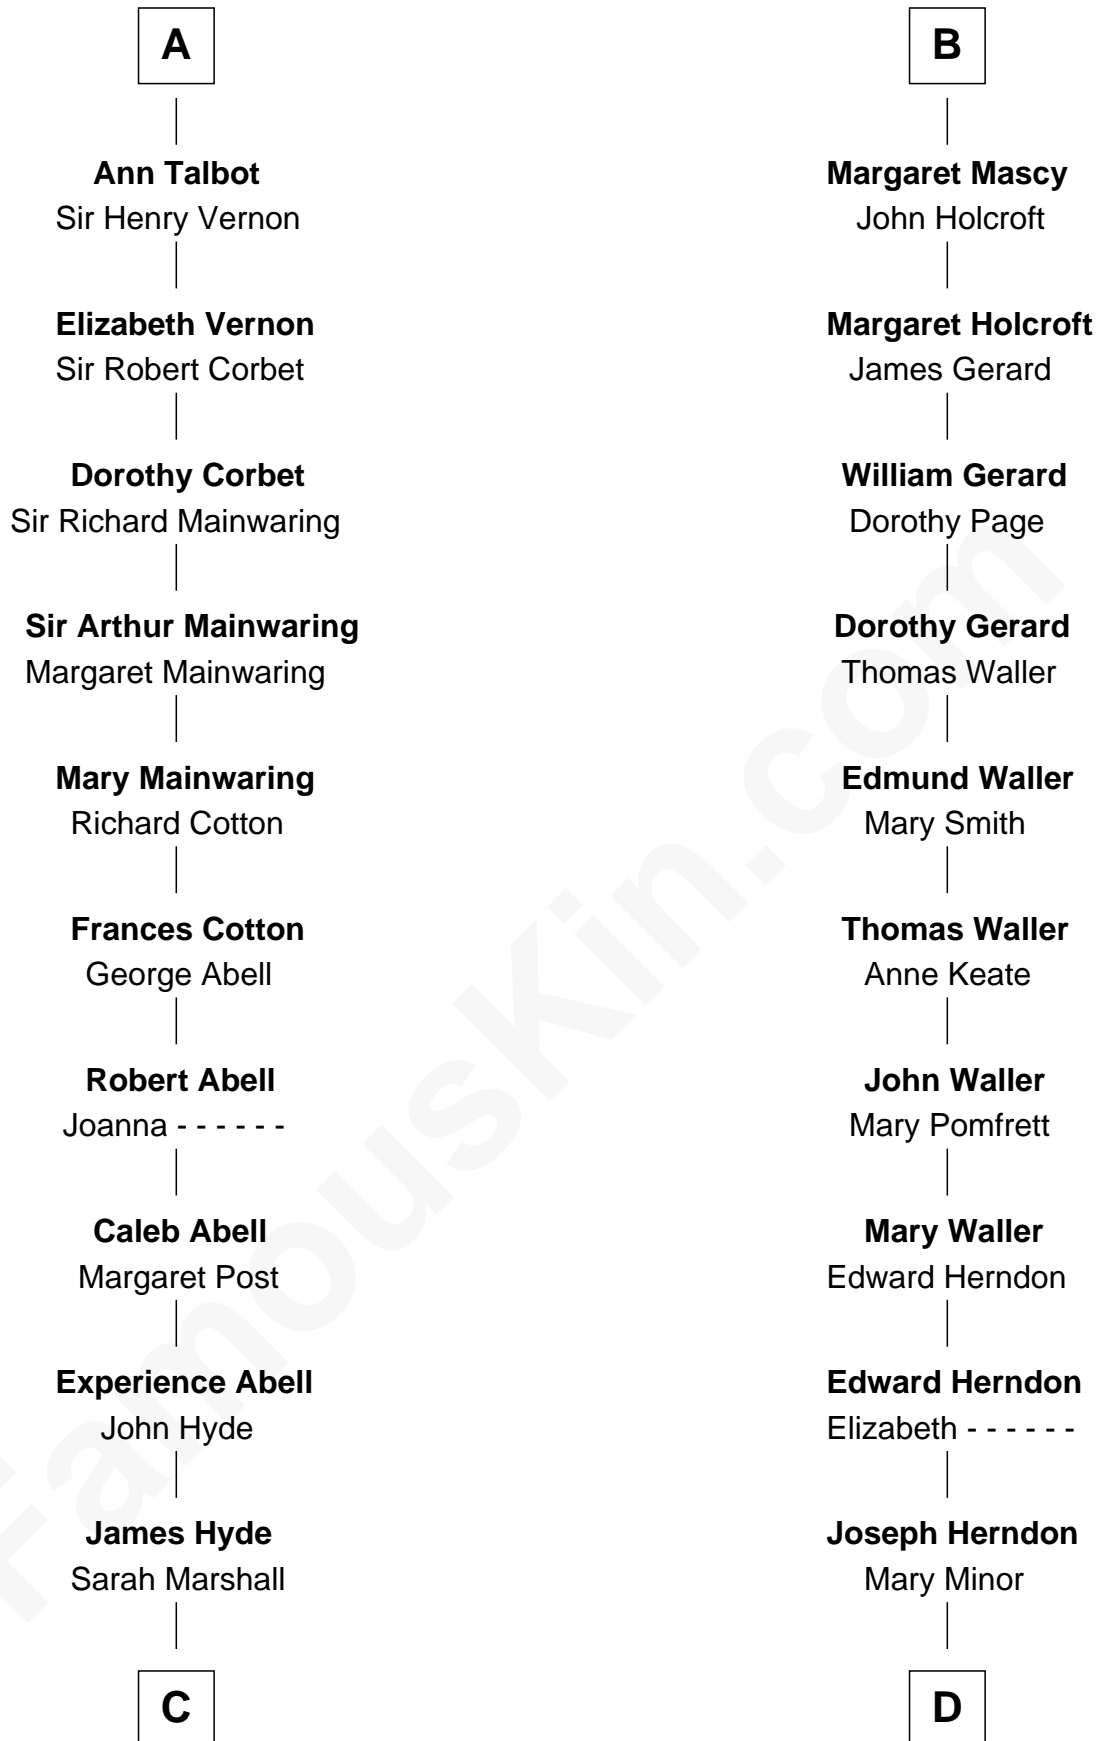 A
Ann Talbot
Sir Henry Vernon
Elizabeth Vernon
Sir Robert Corbet
Dorothy Corbet
Sir Richard Mainwaring
Sir Arthur Mainwaring
Margaret Mainwaring
Mary Mainwaring
Richard Cotton
Frances Cotton
George Abell
Robert Abell
Joanna - - - - - -
Caleb Abell
Margaret Post
Experience Abell
John Hyde
James Hyde
Sarah Marshall
C
B
Margaret Mascy
John Holcroft
Margaret Holcroft
James Gerard
William Gerard
Dorothy Page
Dorothy Gerard
Thomas Waller
Edmund Waller
Mary Smith
Thomas Waller
Anne Keate
John Waller
Mary Pomfrett
Mary Waller
Edward Herndon
Edward Herndon
Elizabeth - - - - - -
Joseph Herndon
Mary Minor
D
FamousKin.com